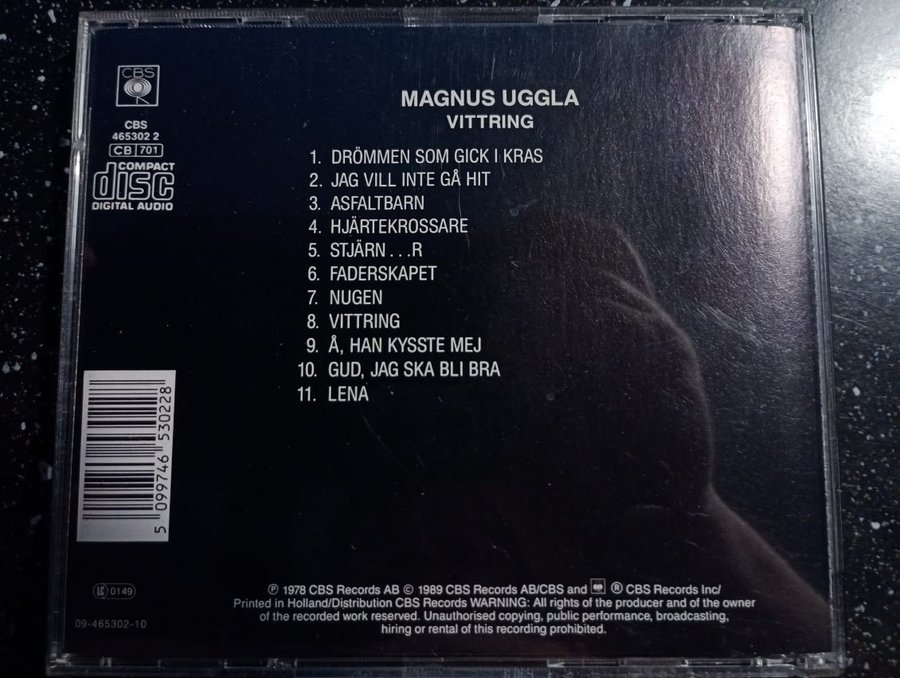 CBS
CBS
465302 2
CB 701
COMPACT
disc
DIGITAL AUDIO
MAGNUS UGGLA
VITTRING
1. DRÖMMEN SOM GICK I KRAS
2. JAG VILL INTE GÅ HIT
3. ASFALTBARN
4. HJÄRTEKROSSARE
5. STJÄRN...R
6. FADERSKAPET
7. NUGEN
8. VITTRING
9. Å, HAN KYSSTE MEJ
10. GUD, JAG SKA BLI BRA
11. LENA
5 099746 530228
LC 0149
09-465302-10
℗ 1978 CBS Records AB © 1989 CBS Records AB/CBS and ® CBS Records Inc/
Printed in Holland/Distribution CBS Records WARNING: All rights of the producer and of the owner
of the recorded work reserved. Unauthorised copying, public performance, broadcasting,
hiring or rental of this recording prohibited.